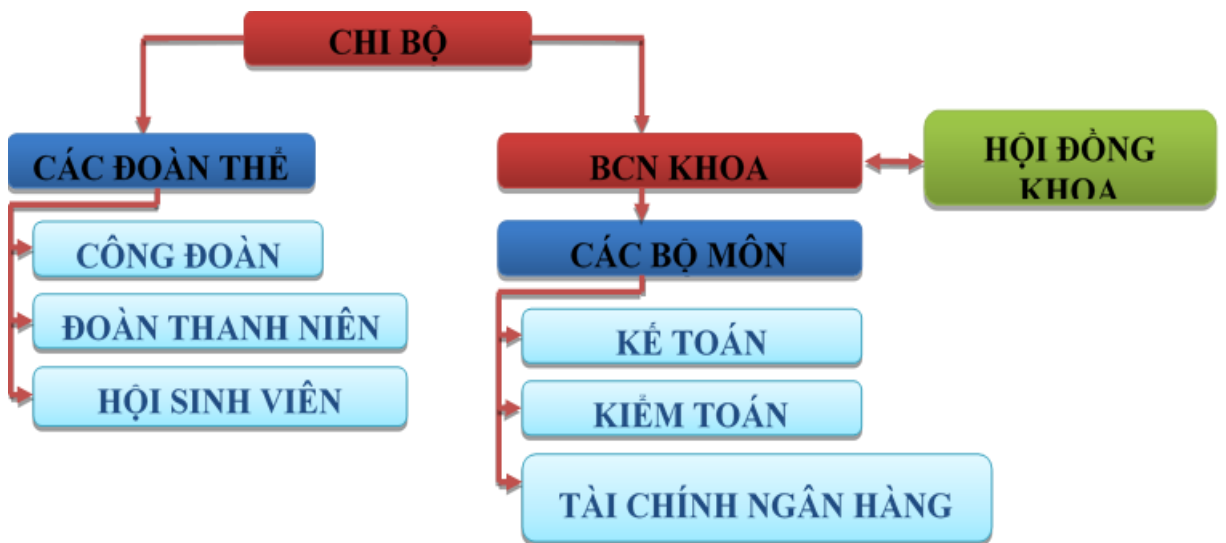 CHI BỘ
CÁC ĐOÀN THỂ
BCN KHOA
HỘI ĐỒNG
KHOA
CÔNG ĐOÀN
ĐOÀN THANH NIÊN
HỘI SINH VIÊN
CÁC BỘ MÔN
KẾ TOÁN
KIỂM TOÁN
TÀI CHÍNH NGÂN HÀNG